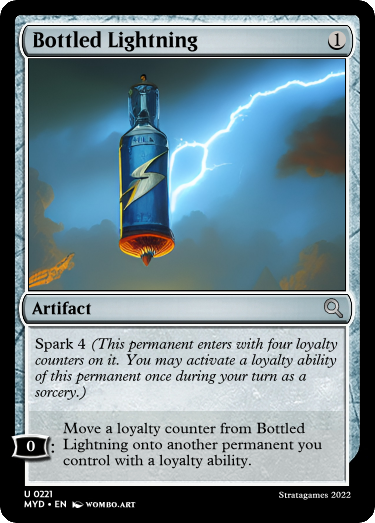 Bottled Lightning 1
Artifact
Spark 4 (This permanent enters with four loyalty
counters on it. You may activate a loyalty ability
of this permanent once during your turn as a
sorcery.)
Move a loyalty counter from Bottled
0 : Lightning onto another permanent you
control with a loyalty ability.
U 0221
MYD • EN WOMBO.ART
Stratagames 2022